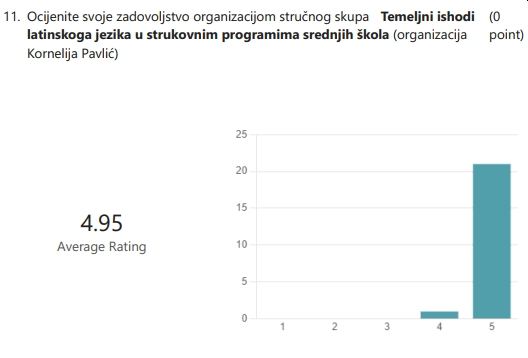 11. Ocijenite svoje zadovoljstvo organizacijom stručnog skupa Temeljni ishodi (0
latinskoga jezika u strukovnim programima srednjih škola (organizacija point)
Kornelija Pavlić)
25
20
15
4.95
Average Rating
10
5
0
1 2 3 4 5